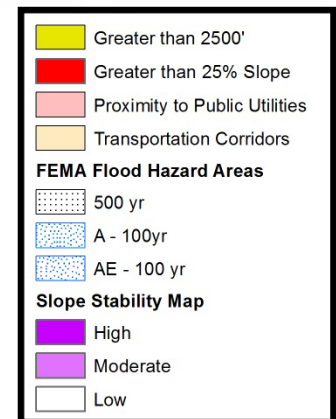 Greater than 2500'
Greater than 25% Slope
Proximity to Public Utilities
Transportation Corridors
FEMA Flood Hazard Areas
500 yr
A - 100yr
AE - 100 yr
Slope Stability Map
High
Moderate
Low